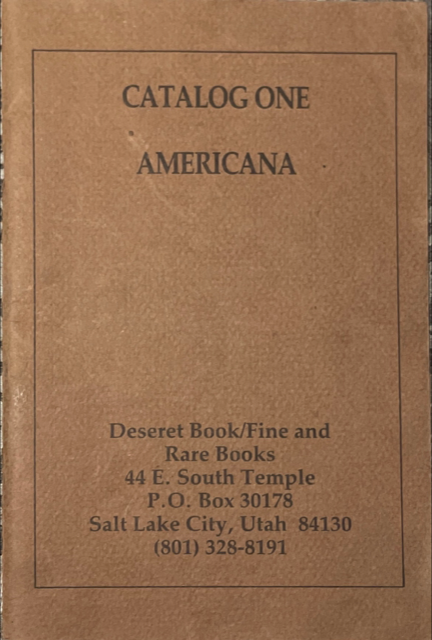 CATALOG ONE
AMERICANA
Deseret Book/Fine and
Rare Books
44 E. South Temple
P.O. Box 30178
Salt Lake City, Utah 84130
(801) 328-8191